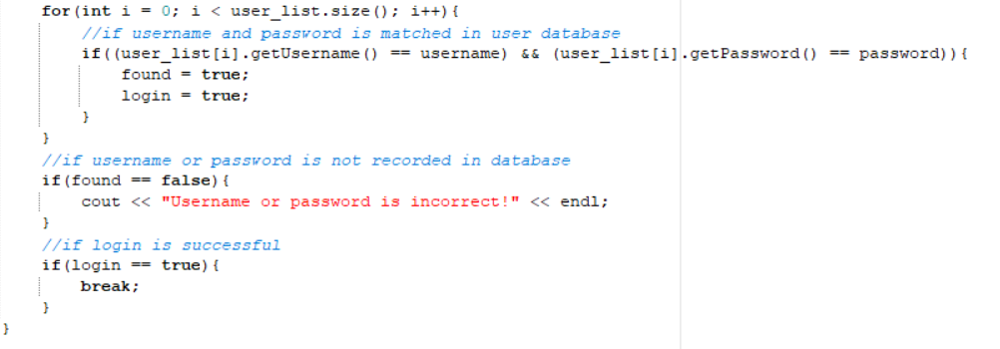 for(int i = 0; i < user_list.size(); i++){
//if username and password is matched in user database
if((user_list[i].getUsername() == username) && (user_list[i].getPassword() == password)){
found = true;
login = true;
}
}
//if username or password is not recorded in database
if(found == false){
cout << "Username or password is incorrect!" << endl;
}
//if login is successful
if(login == true){
break;
}
}